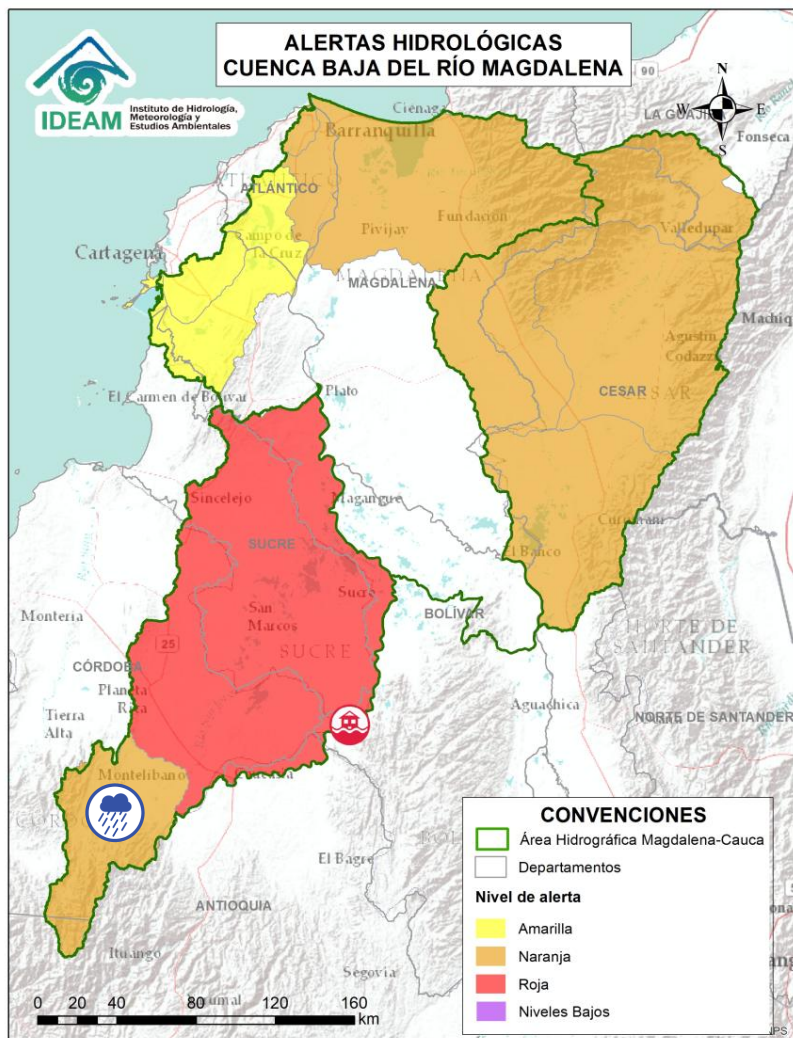 ALERTAS HIDROLÓGICAS
CUENCA BAJA DEL RÍO MAGDALENA
IDEAM
Instituto de Hidrología,
Meteorología y
Estudios Ambientales
90
N
W E
S
Ciénaga
LA GUAJIRA
Fonseca
Barranquilla
ATLÁNTICO
Fundación
Pivijay
Valledupar
Cartagena
Campo de
la Cruz
MAGDALENA
MAGDALENA
Machiq
Agustín
Codazzi
CESAR
El Carmen de Bolívar
Plato
Sincelejo
Magangue
Curumaní
SUCRE
El Banco
Sucre
San
Marcos
BOLÍVAR
Montería
NORTE DE
SANTANDER
25
SUCRE
CÓRDOBA
Planeta
Rica
Tierra
Alta
Aguachica
NORTE DE SANTANDER
Montelíbano
Caucasia
El Bagre
ANTIOQUIA
Ituango
Segovia
CONVENCIONES
Área Hidrográfica Magdalena-Cauca
Departamentos
Nivel de alerta
Amarilla
Naranja
Roja
Niveles Bajos
0 20 40 80 120 160
km